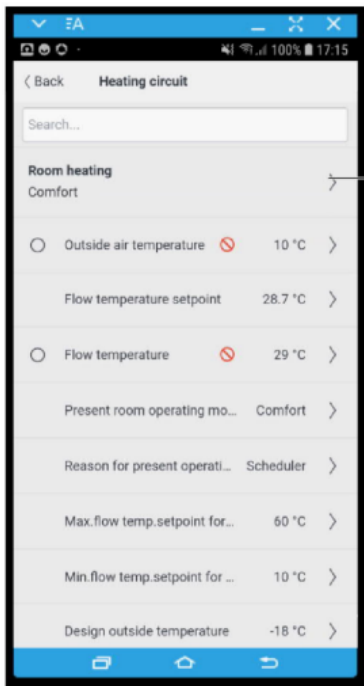 ΞA
100% 17:15
Back Heating circuit
Search...
Room heating
Comfort
Outside air temperature 10 °C
Flow temperature setpoint 28.7 °C
Flow temperature 29 °C
Present room operating mo... Comfort
Reason for present operati... Scheduler
Max.flow temp.setpoint for... 60 °C
Min.flow temp.setpoint for ... 10 °C
Design outside temperature -18 °C